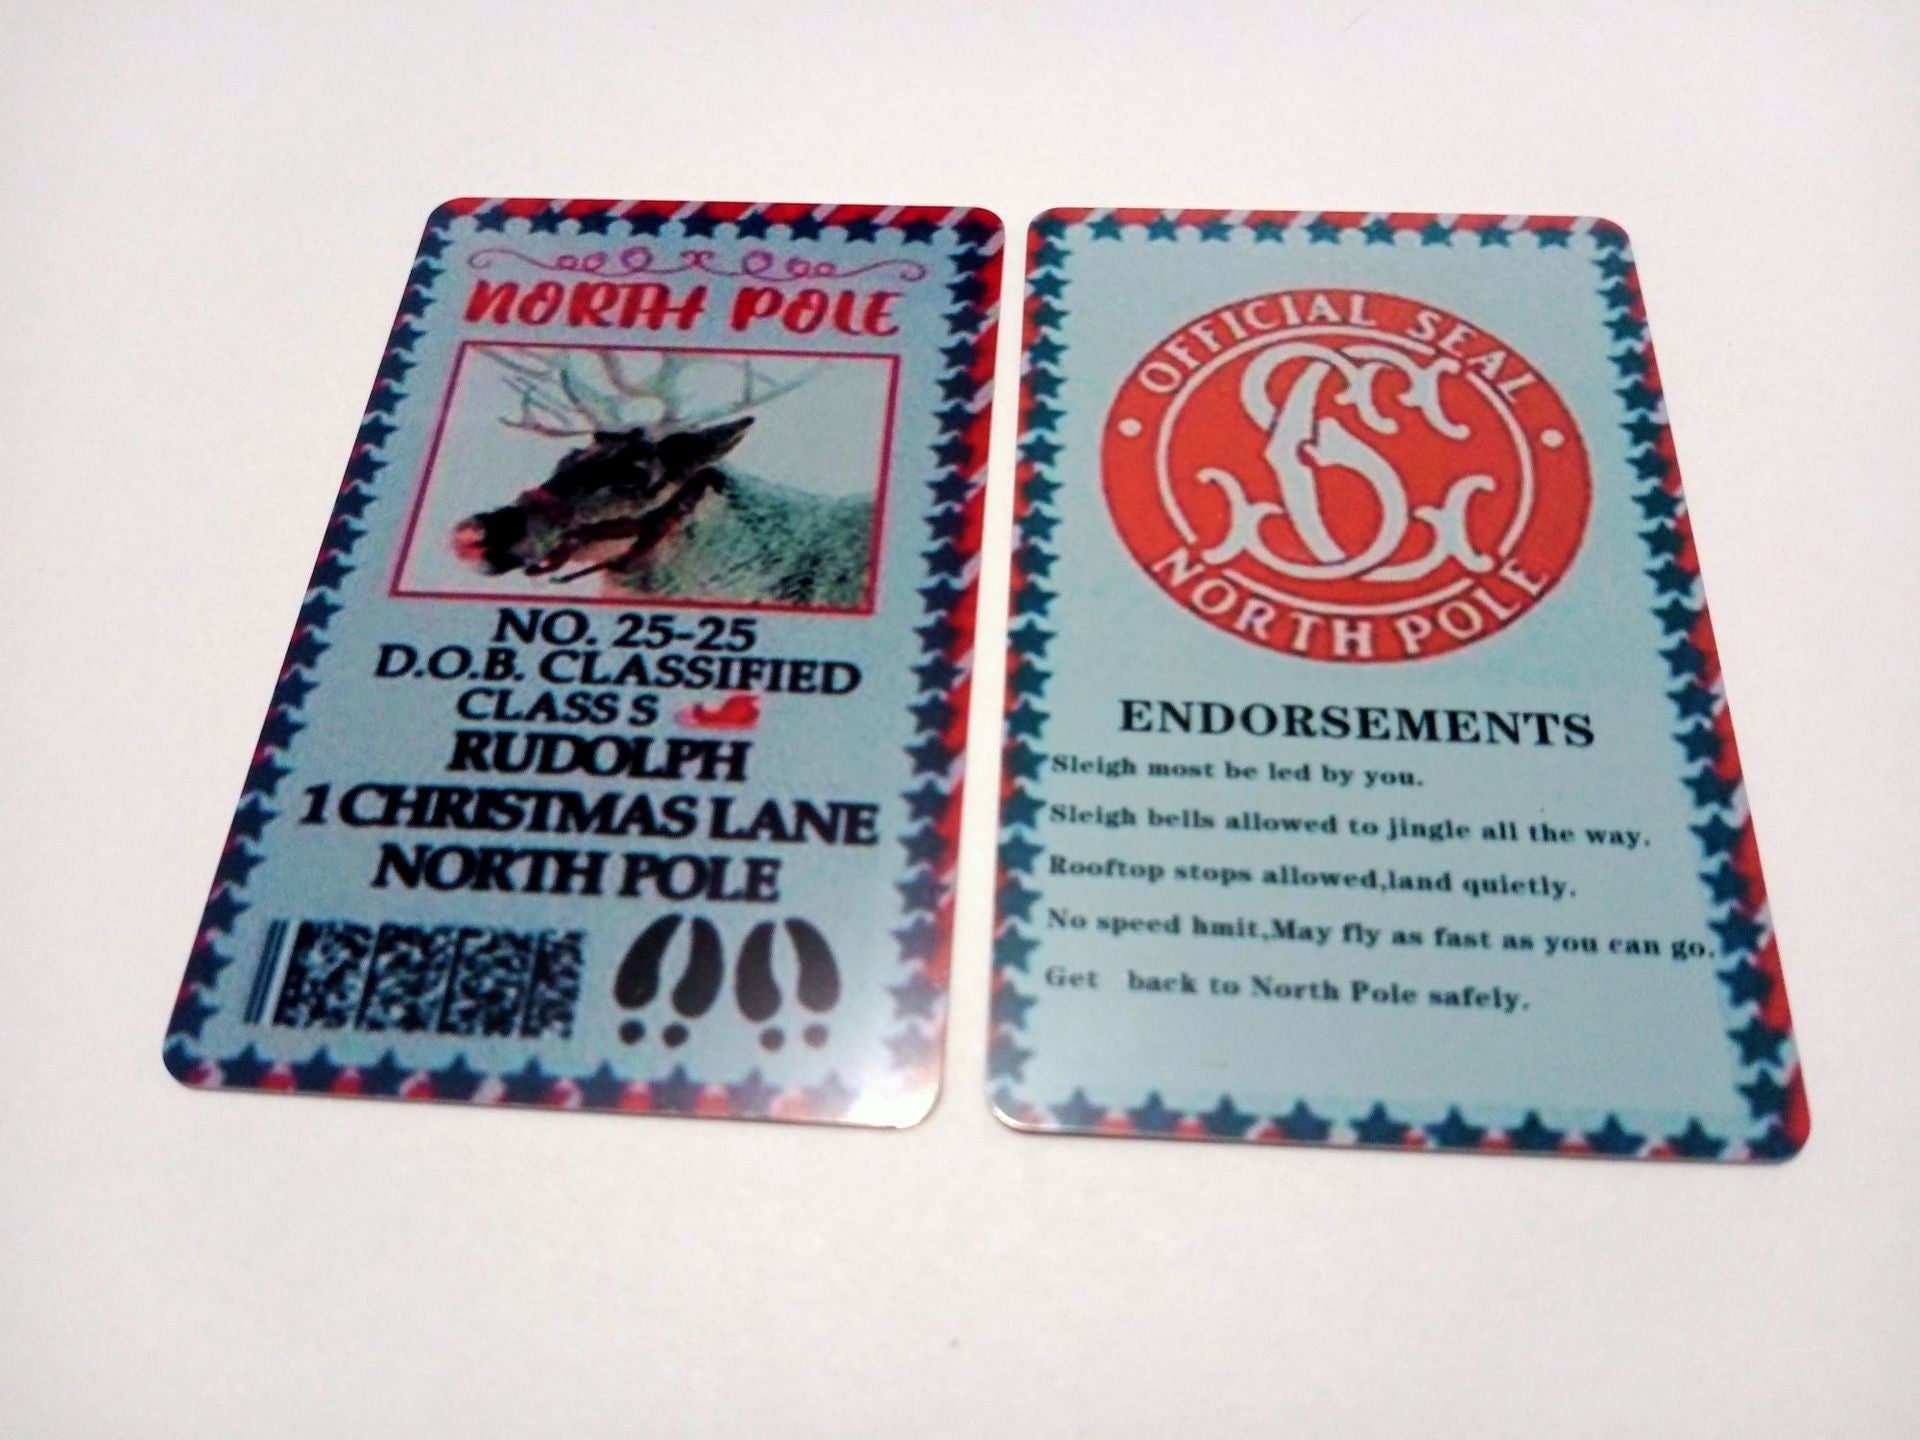 NORTH POLE
NO. 25-25
D.O.B. CLASSIFIED
CLASS S
RUDOLPH
1 CHRISTMAS LANE
NORTH POLE
OFFICIAL SEAL
SC
NORTH POLE
ENDORSEMENTS
Sleigh most be led by you.
Sleigh bells allowed to jingle all the way.
Rooftop stops allowed,land quietly.
No speed hmit,May fly as fast as you can go.
Get back to North Pole safely.